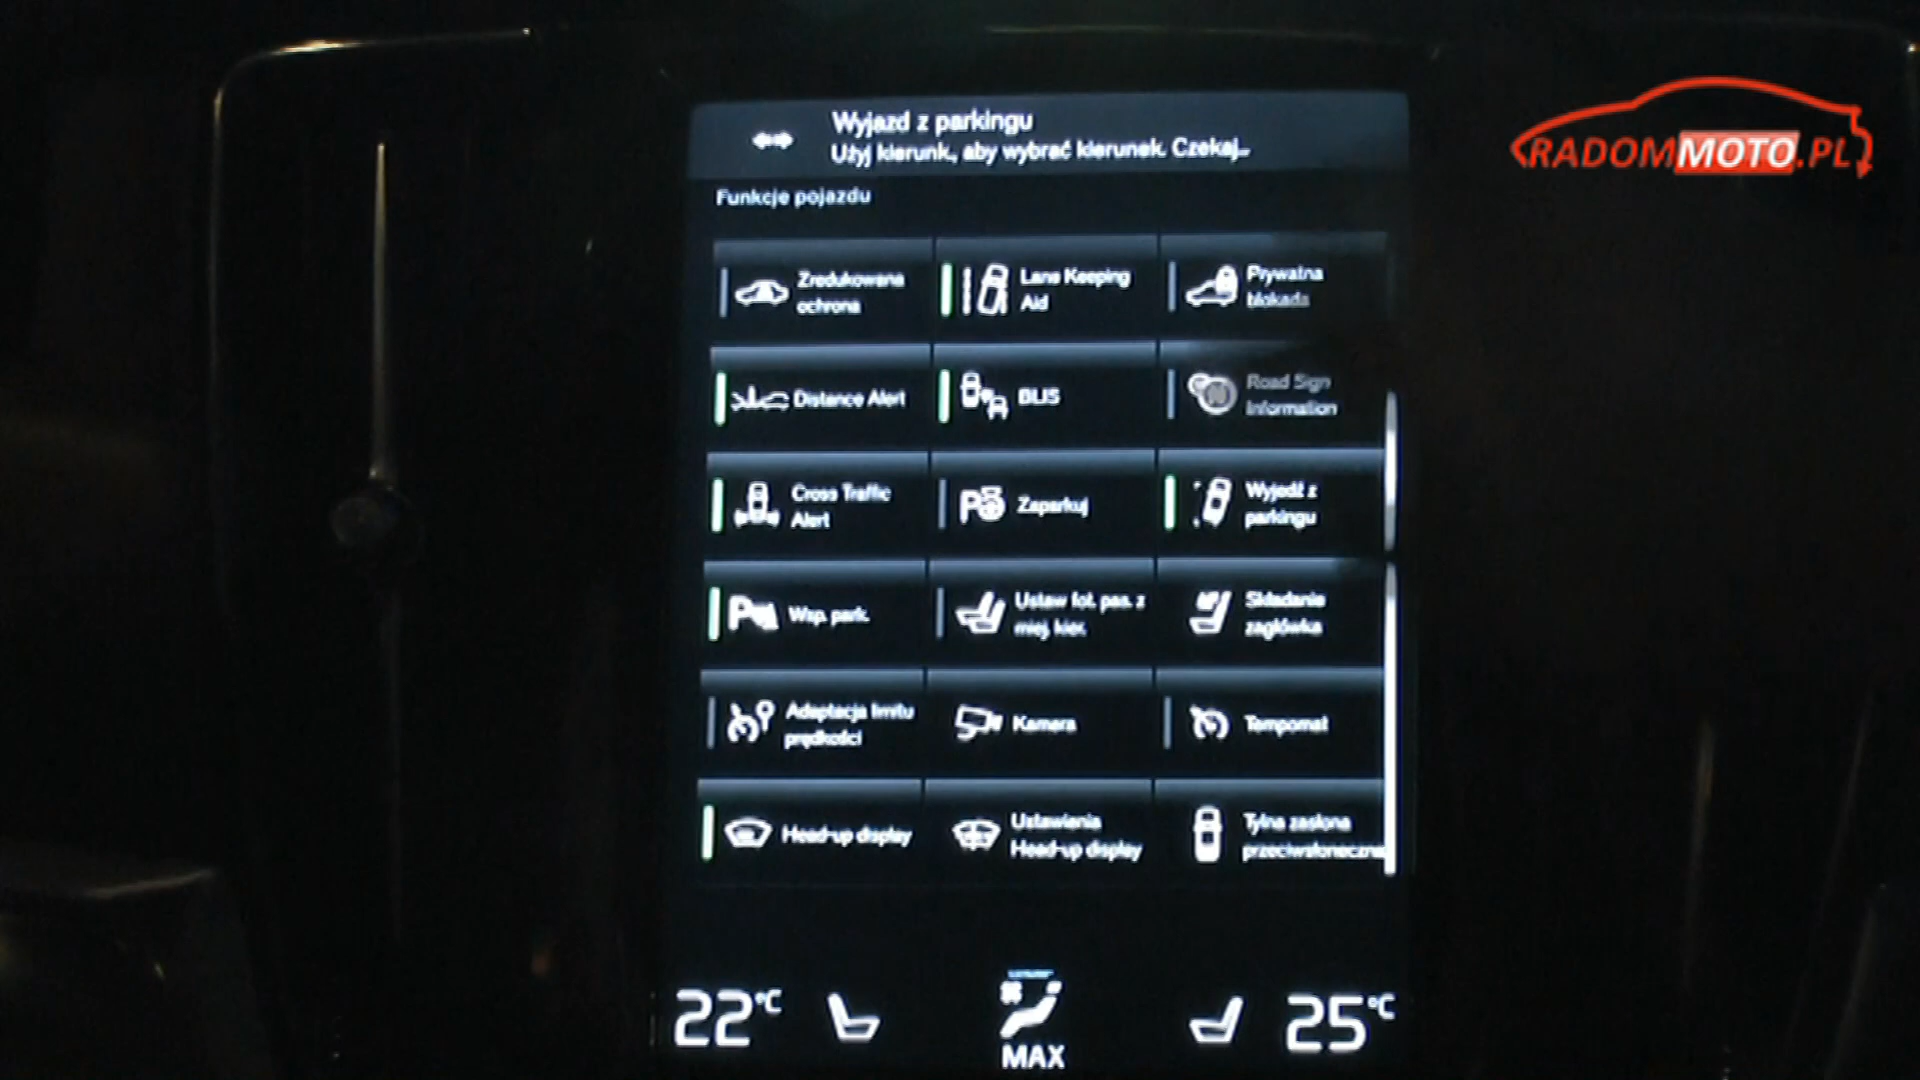 Wyjazd z parkingu
Użyj kierunk., aby wybrać kierunek. Czekaj...
RADOMMOTO.PL
Funkcje pojazdu
Zredukowana
ochrona
Lane Keeping
Aid
Prywatna
blokada
Distance Alert
BLIS
Road Sign
Information
Cross Traffic
Alert
Zaparkuj
Wyjedź z
parkingu
Wsp. park.
Ustaw fot. pas. z
miej. kier.
Składanie
zagłówka
Adaptacja limitu
prędkości
Kamera
Tempomat
Head-up display
Ustawienia
Head-up display
Tylna zasłona
przeciwsłoneczna
22°C
MAX
25°C